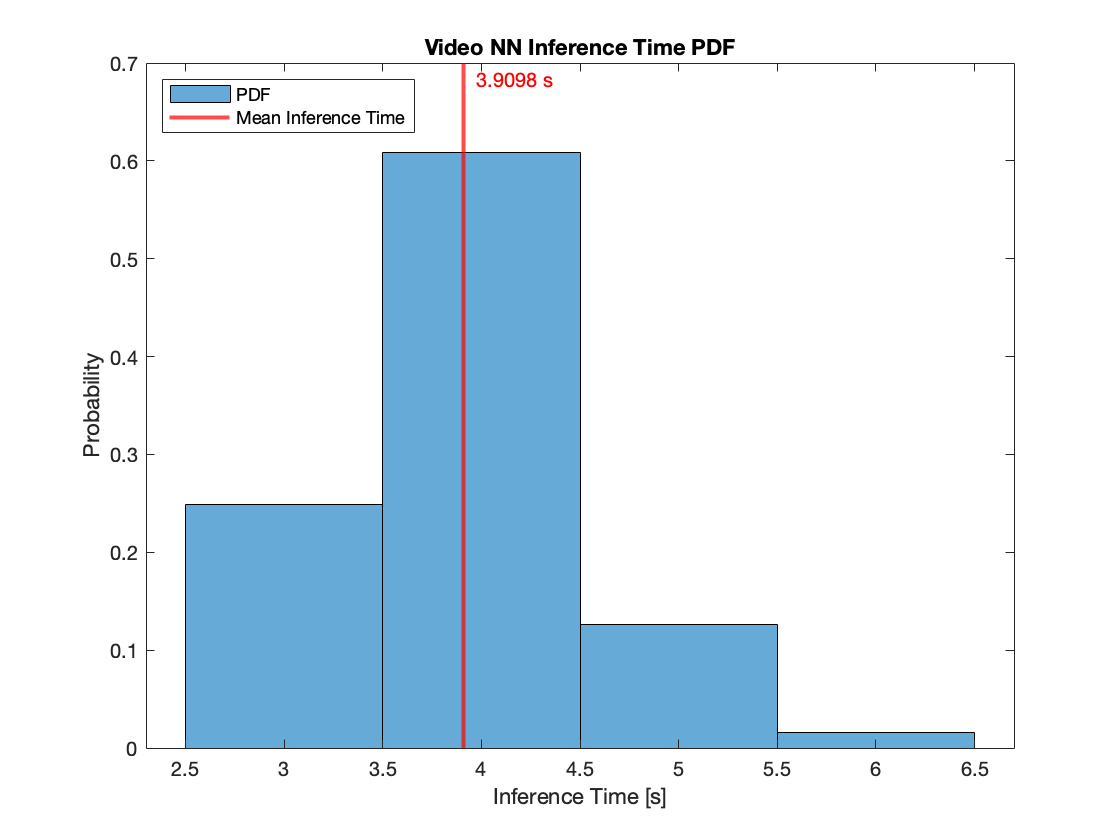 Video NN Inference Time PDF
3.9098 s
PDF
Mean Inference Time
0.7
0.6
0.5
0.4
0.3
0.2
0.1
0
Probability
2.5 3 3.5 4 4.5 5 5.5 6 6.5
Inference Time [s]